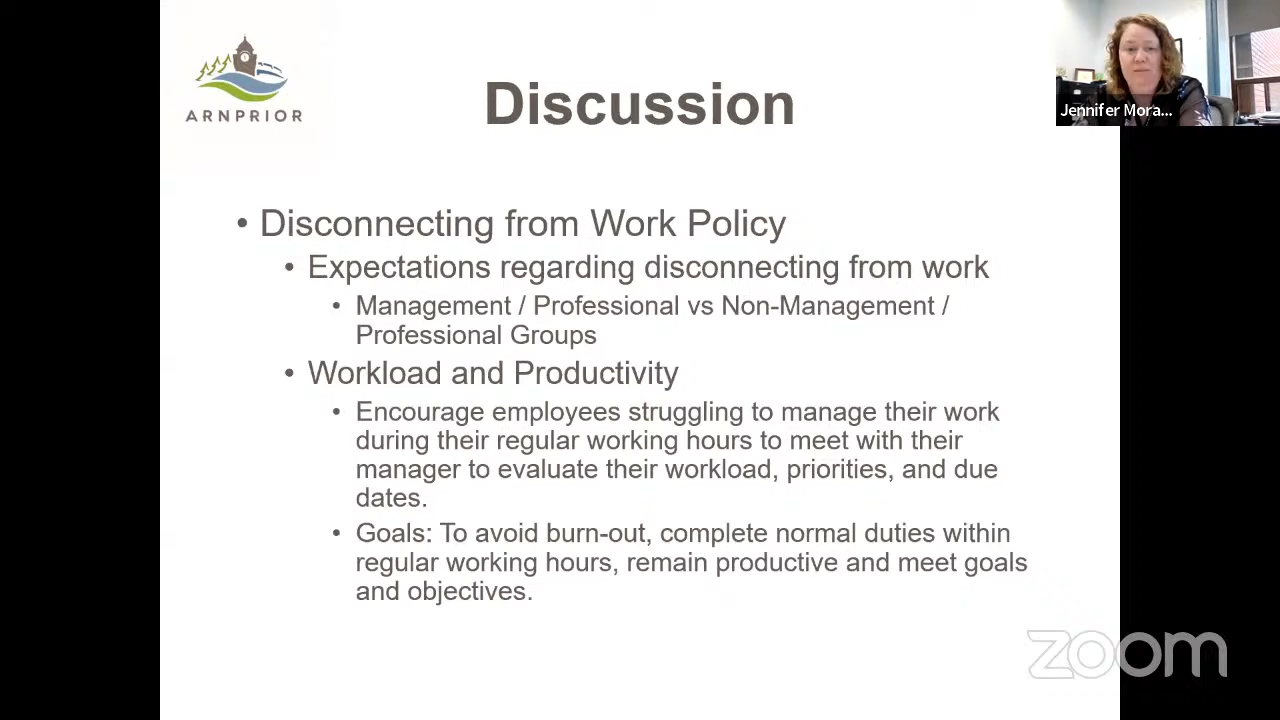 ARNPRIOR
Discussion
Jennifer Mora...
• Disconnecting from Work Policy
• Expectations regarding disconnecting from work
• Management / Professional vs Non-Management /
Professional Groups
• Workload and Productivity
• Encourage employees struggling to manage their work
during their regular working hours to meet with their
manager to evaluate their workload, priorities, and due
dates.
• Goals: To avoid burn-out, complete normal duties within
regular working hours, remain productive and meet goals
and objectives.
zoom